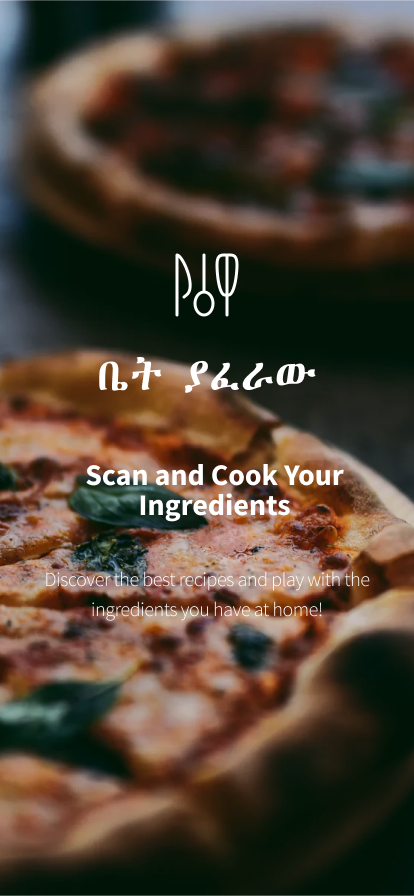 ቤት ያፈራው
Scan and Cook Your
Ingredients
Discover the best recipes and play with the
ingredients you have at home!